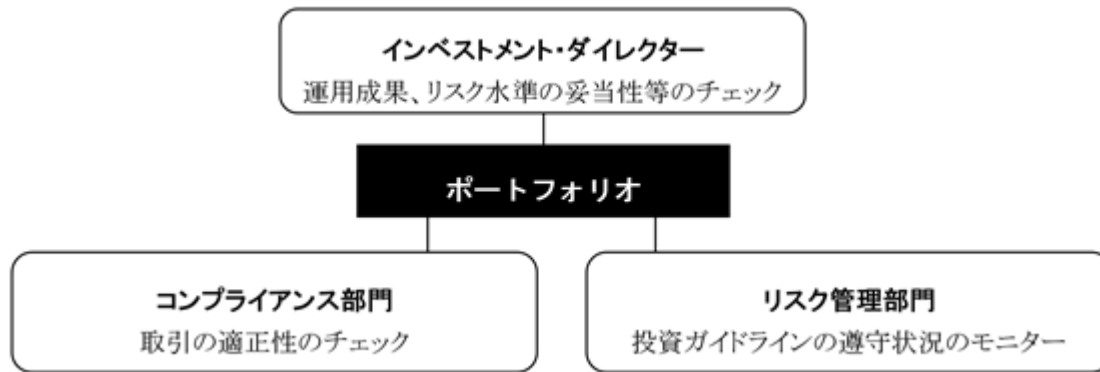 インベストメント・ダイレクター
運用成果、リスク水準の妥当性等のチェック
ポートフォリオ
コンプライアンス部門
取引の適正性のチェック
リスク管理部門
投資ガイドラインの遵守状況のモニター